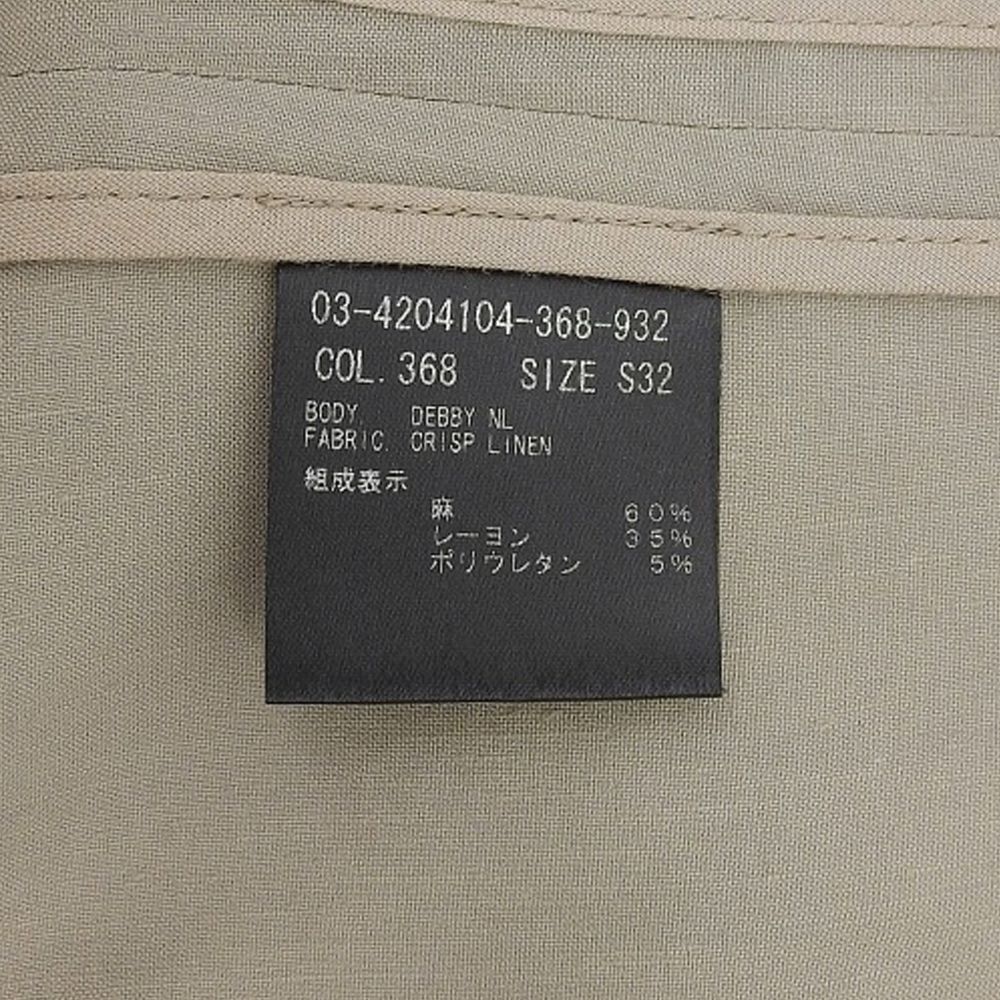 03-4204104-368-932
COL. 368 SIZE S32
BODY. DEBBY NL
FABRIC. CRISP LINEN
組成表示
麻 60%
レーヨン 35%
ポリウレタン 5%